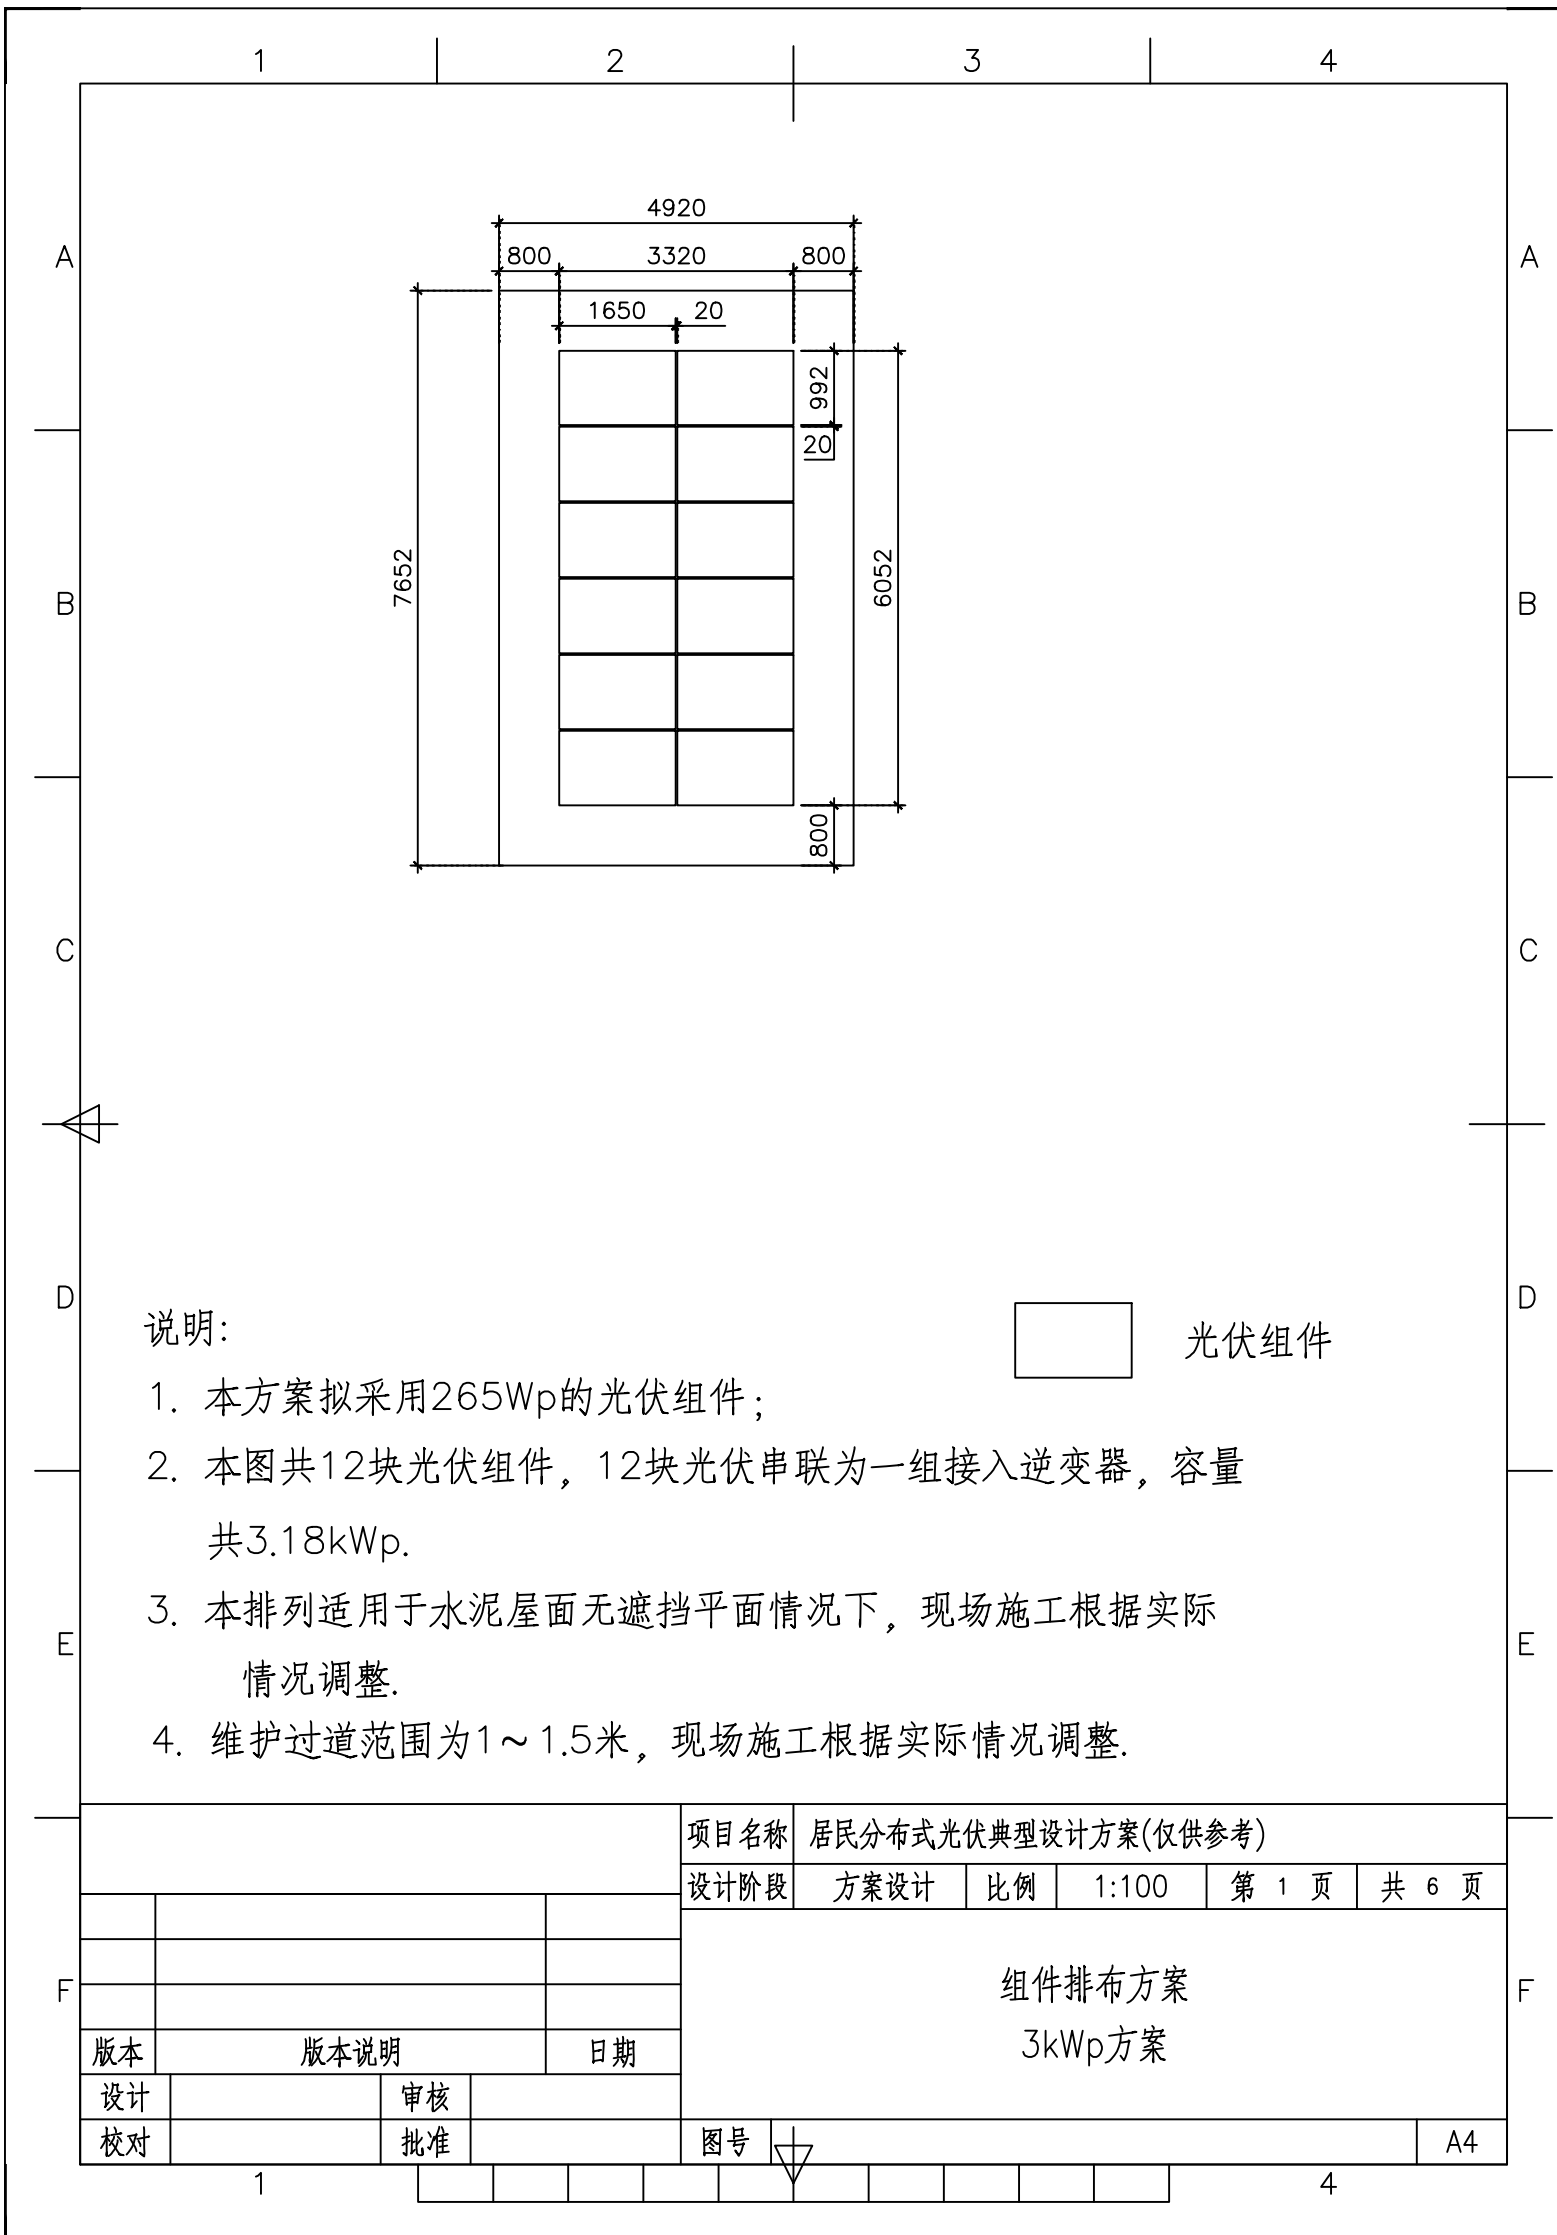 1 2 3 4
4920
800 3320 800
A A
1650 20
992
20
7652
6052
B B
800
C C
D D
说明:
光伏组件
1. 本方案拟采用265Wp的光伏组件;
2. 本图共12块光伏组件，12块光伏串联为一组接入逆变器，容量
共3.18kWp.
3. 本排列适用于水泥屋面无遮挡平面情况下，现场施工根据实际
E E
情况调整.
4. 维护过道范围为1~1.5米，现场施工根据实际情况调整.
项目名称 居民分布式光伏典型设计方案(仅供参考)
设计阶段 方案设计 比例 1:100 第 1 页 共 6 页
组件排布方案
F F
3kWp方案
版本 版本说明 日期
设计 审核
校对 批准 图号 A4
1 4